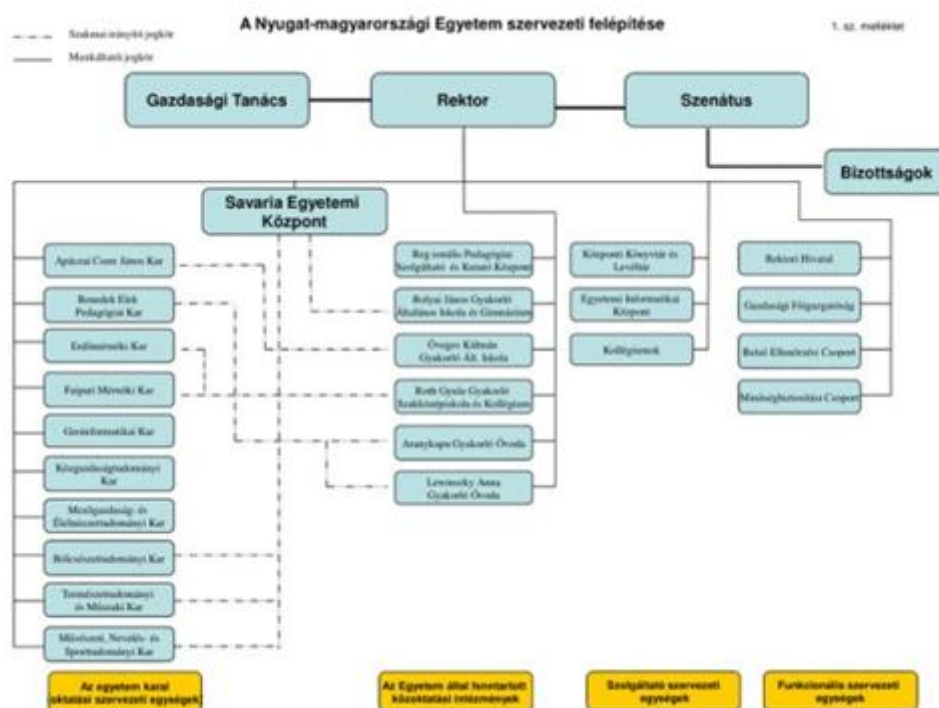 A Nyugat-magyarországi Egyetem szervezeti felépítése
1. sz. melléklet
Szakmai irányító jogkör
Munkáltatói jogkör
Gazdasági Tanács
Rektor
Szenátus
Bizottságok
Savaria Egyetemi
Központ
Apáczai Csere János Kar
Benedek Elek
Pedagógiai Kar
Erdőmérnöki Kar
Faipari Mérnöki Kar
Geoinformatikai Kar
Közgazdaságtudományi
Kar
Mezőgazdaság- és
Élelmiszertudományi Kar
Bölcsészettudományi Kar
Természettudományi
és Műszaki Kar
Művészeti, Nevelés- és
Sporttudományi Kar
Regionális Pedagógiai
Szolgáltató és Kutató Központ
Bolyai János Gyakorló
Általános Iskola és Gimnázium
Öveges Kálmán
Gyakorló Ált. Iskola
Roth Gyula Gyakorló
Szakközépiskola és Kollégium
Aranykapu Gyakorló Óvoda
Gyakorló Óvoda
Központi Könyvtár és
Levéltár
Egyetemi Informatikai
Központ
Kollégiumok
Rektori Hivatal
Gazdasági Főigazgatóság
Belső Ellenőrzési Csoport
Minőségbiztosítási Csoport
Az egyetem karai
oktatási szervezeti egységek)
Az Egyetem által fenntartott
közoktatási intézmények
Szolgáltató szervezeti
egységek
Funkcionális szervezeti
egységek